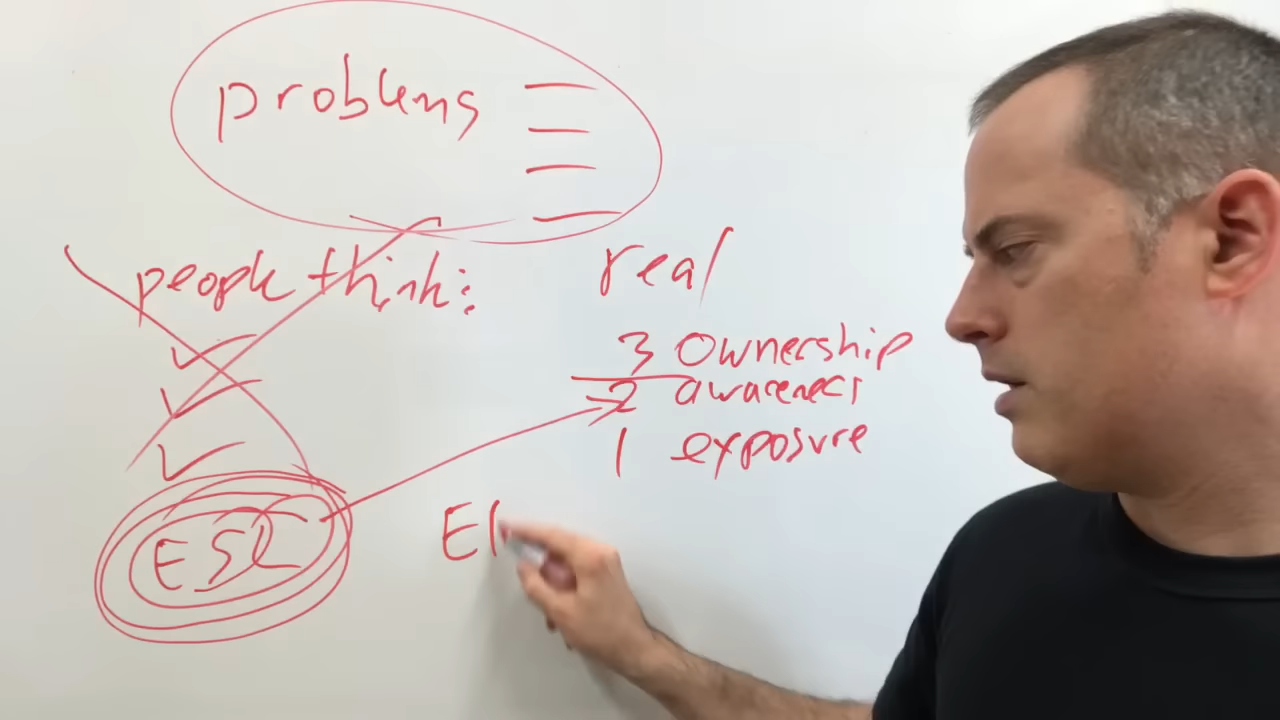 problems
people think:
real
3 Ownership
2 awareness
1 exposure
ESL
El